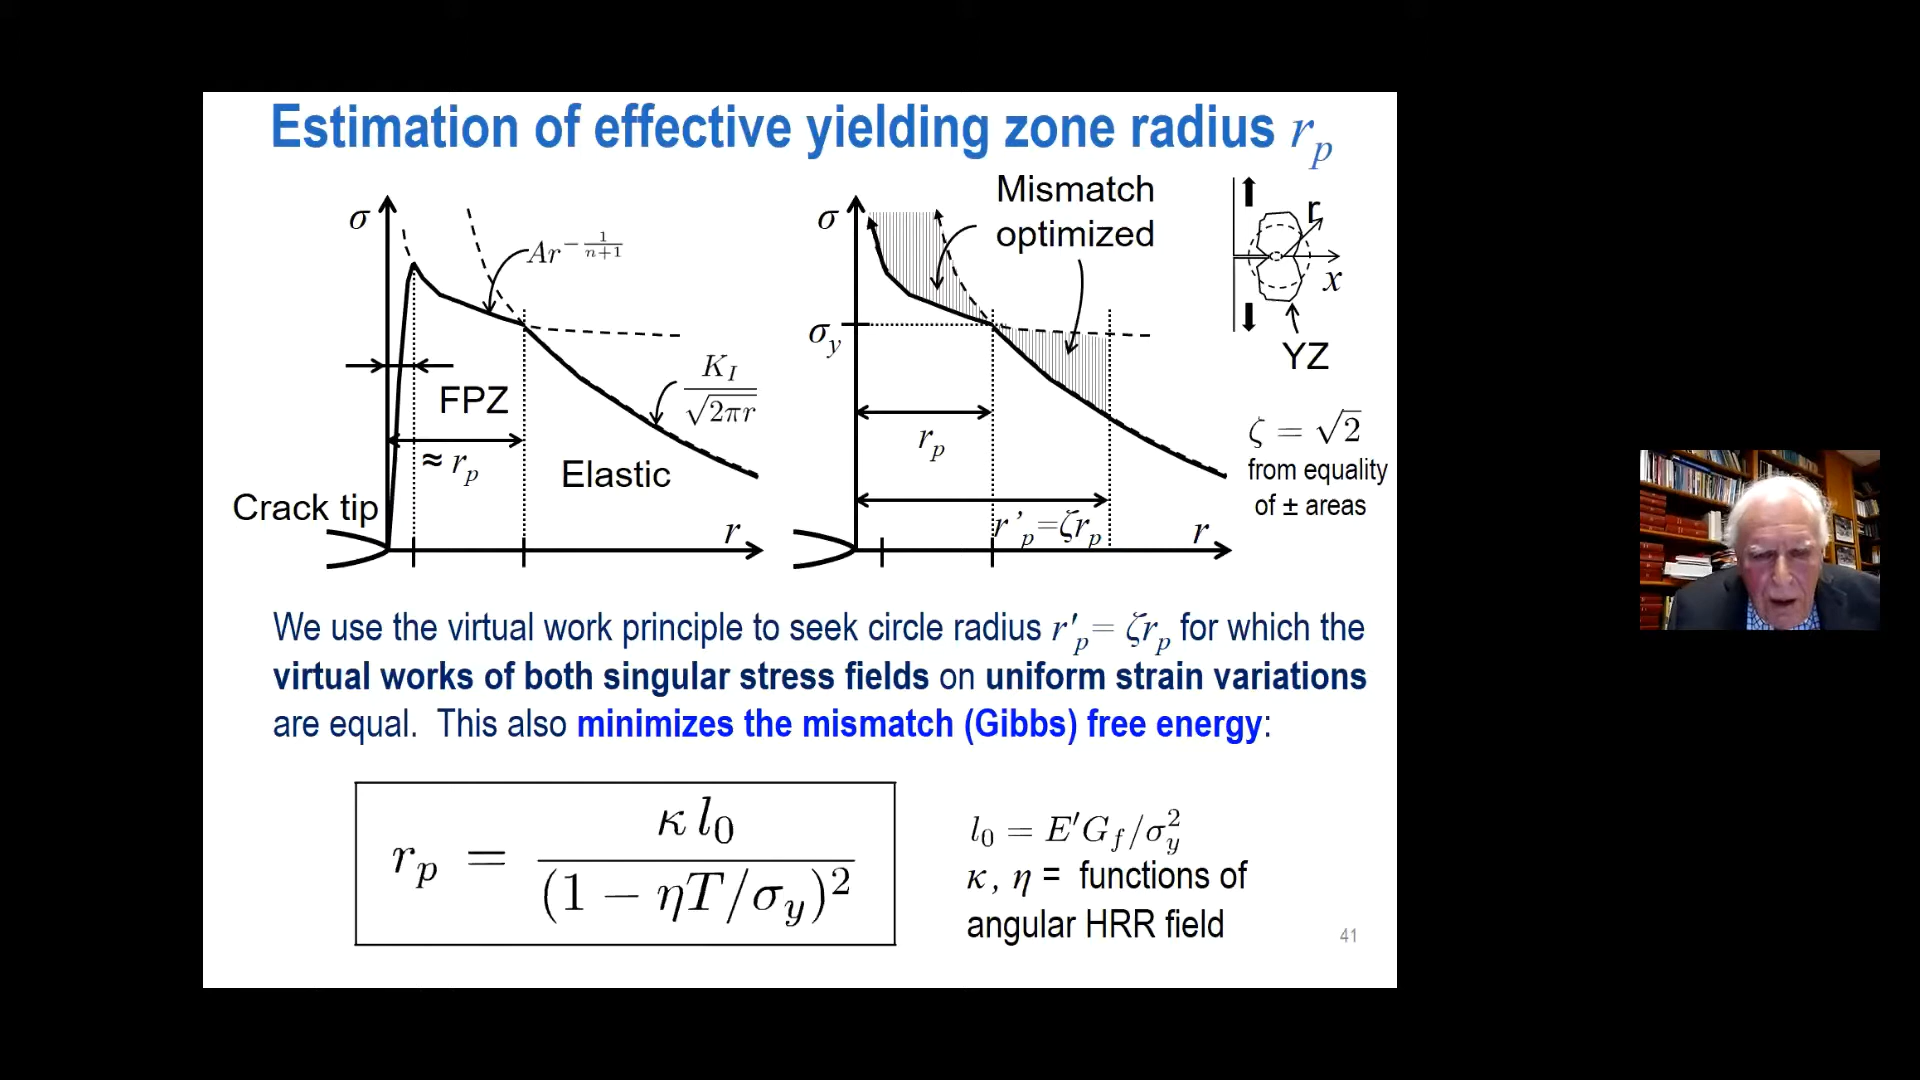 Estimation of effective yielding zone radius r_p
σ
Ar^{-\frac{1}{n+1}}
FPZ
≈ r_p
K_I
√2πr
Elastic
Crack tip
r
Mismatch
optimized
σ
σ_y
r_p
r'_p=ζr_p
r
r
x
YZ
ζ = √2
from equality
of ± areas
We use the virtual work principle to seek circle radius r'_p= ζr_p for which the
virtual works of both singular stress fields on uniform strain variations
are equal. This also minimizes the mismatch (Gibbs) free energy:
r_p = \frac{κ l_0}{(1 − ηT/σ_y)^2}
l_0 = E'G_f/σ_y^2
κ, η = functions of
angular HRR field
41